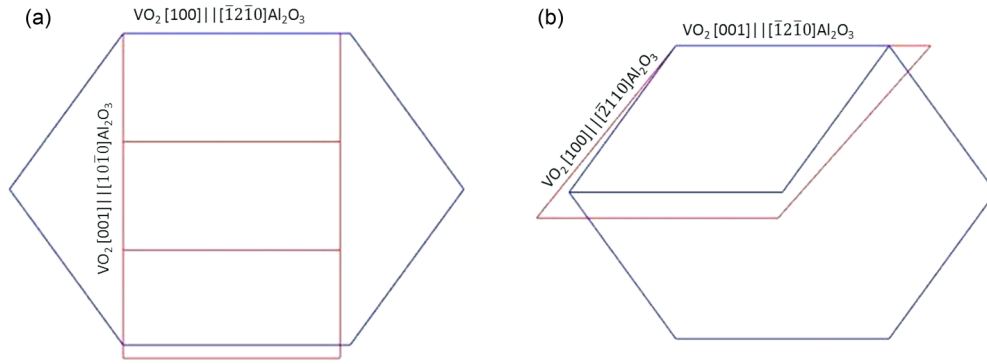 (a)
VO₂ [100]||[1̄21̄0]Al₂O₃
VO₂ [001]||[101̄0]Al₂O₃
(b)
VO₂ [001]||[1̄21̄0]Al₂O₃
VO₂ [100]||[2̄110]Al₂O₃